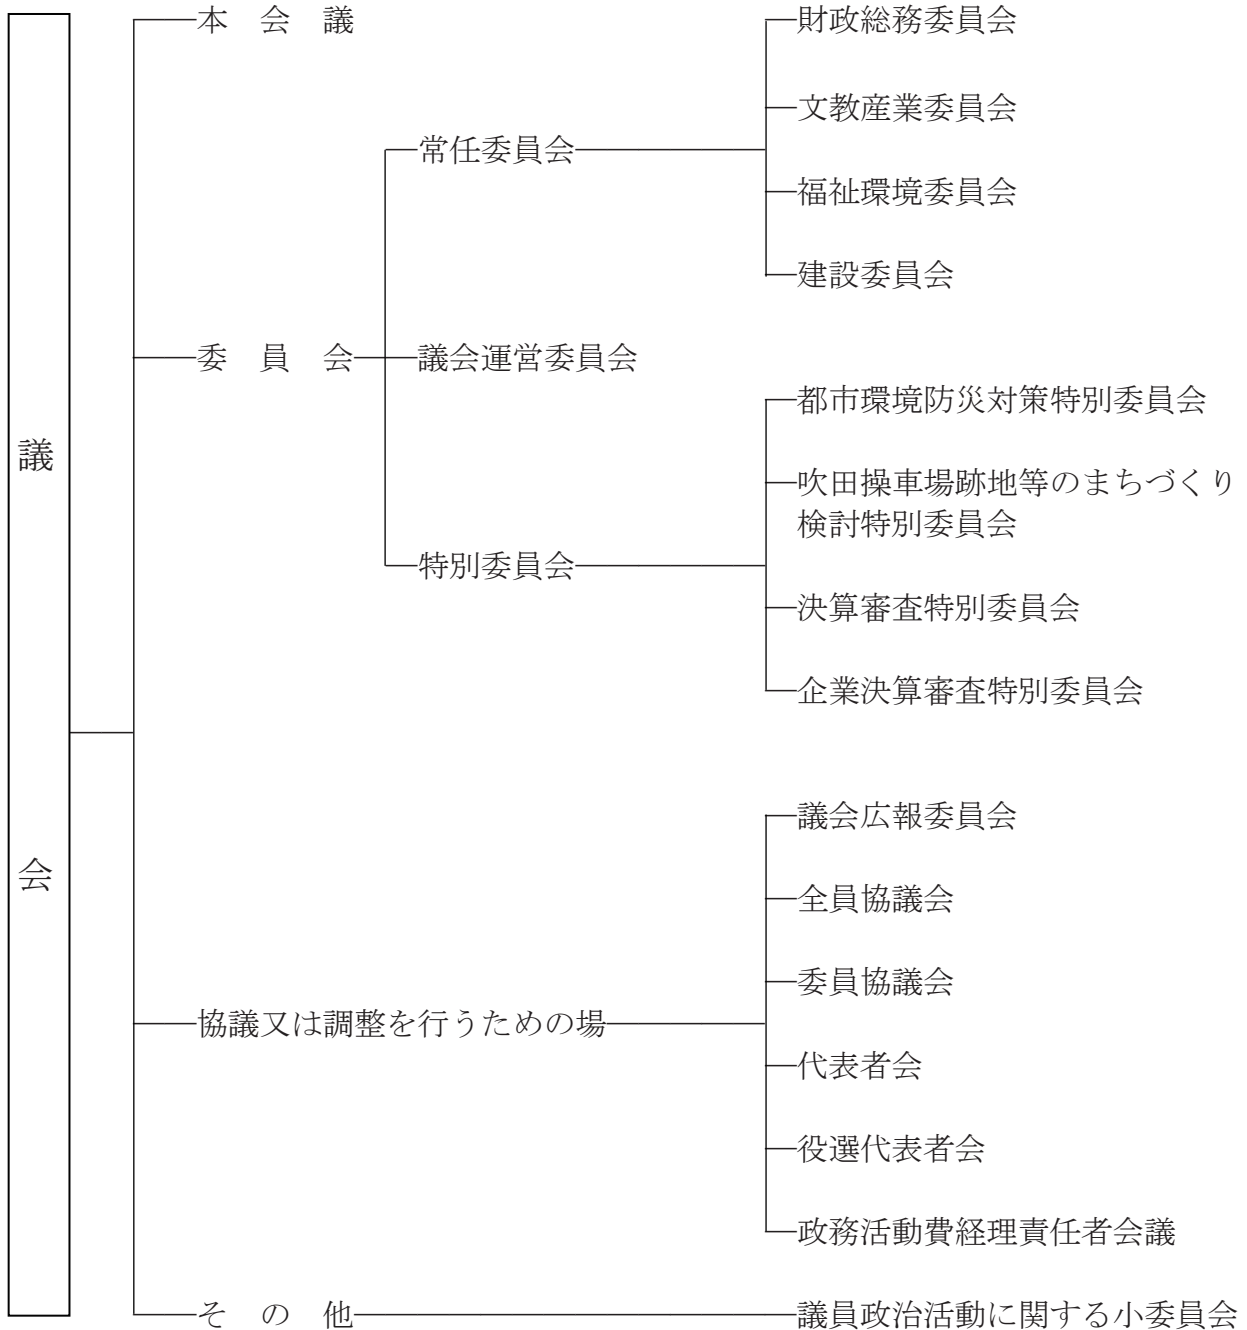 議会
本　会　議
委　員　会
常任委員会
財政総務委員会
文教産業委員会
福祉環境委員会
建設委員会
議会運営委員会
特別委員会
都市環境防災対策特別委員会
吹田操車場跡地等のまちづくり
検討特別委員会
決算審査特別委員会
企業決算審査特別委員会
協議又は調整を行うための場
議会広報委員会
全員協議会
委員協議会
代表者会
役選代表者会
政務活動費経理責任者会議
そ　の　他
議員政治活動に関する小委員会